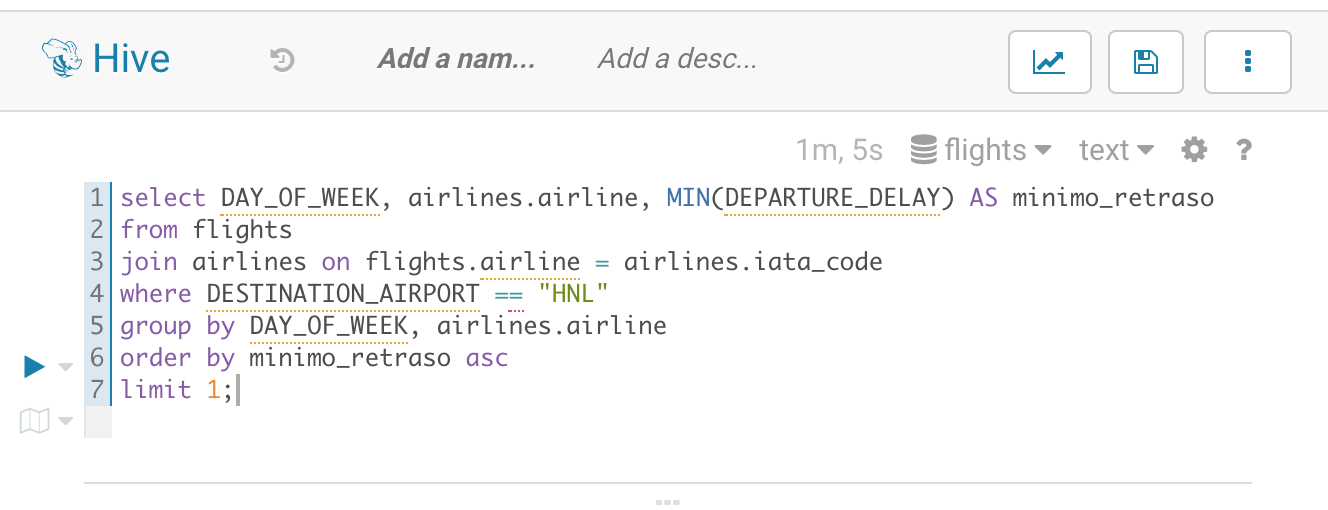 Hive Add a nam... Add a desc...
1m, 5s flights text ?
1 select DAY_OF_WEEK, airlines.airline, MIN(DEPARTURE_DELAY) AS minimo_retraso
2 from flights
3 join airlines on flights.airline = airlines.iata_code
4 where DESTINATION_AIRPORT == "HNL"
5 group by DAY_OF_WEEK, airlines.airline
6 order by minimo_retraso asc
7 limit 1;